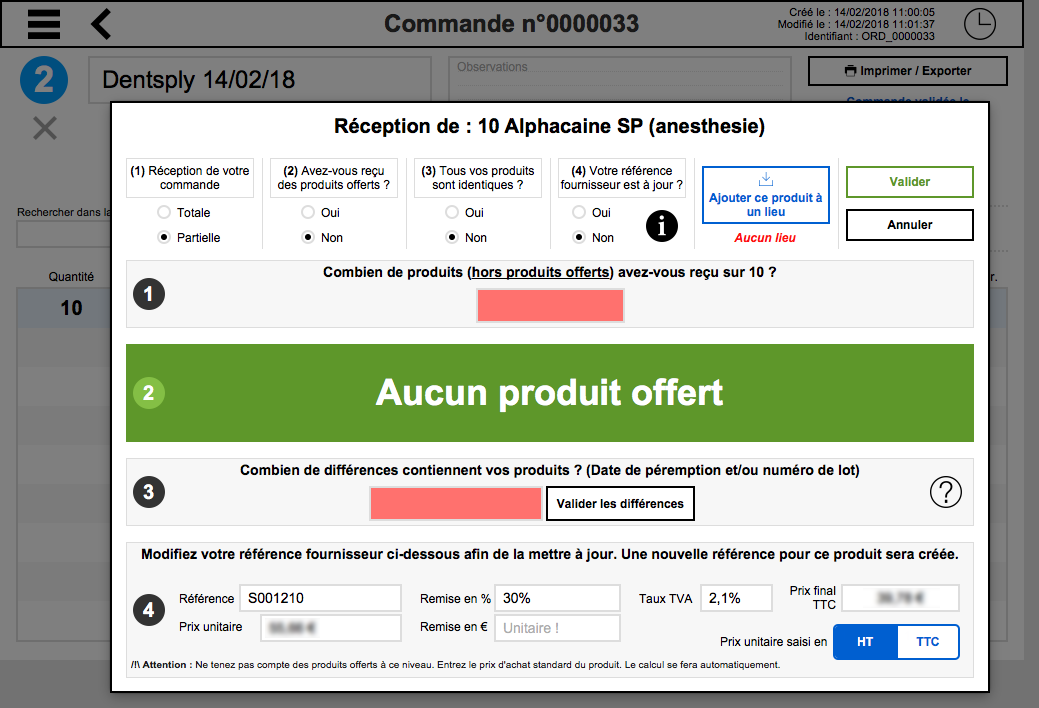 Commande n°0000033
Créé le : 14/02/2018 11:00:05
Modifié le : 14/02/2018 11:01:37
Identifiant : ORD_0000033
2
Dentsply 14/02/18
Observations
Imprimer / Exporter
Commande validée le
Rechercher dans la
Quantité
10
r.
Réception de : 10 Alphacaine SP (anesthesie)
(1) Réception de votre
commande
Totale
Partielle
(2) Avez-vous reçu
des produits offerts ?
Oui
Non
(3) Tous vos produits
sont identiques ?
Oui
Non
(4) Votre référence
fournisseur est à jour ?
Oui
Non
i
Ajouter ce produit à
un lieu
Aucun lieu
Valider
Annuler
1
Combien de produits (hors produits offerts) avez-vous reçu sur 10 ?
2
Aucun produit offert
3
Combien de différences contiennent vos produits ? (Date de péremption et/ou numéro de lot)
Valider les différences
?
4
Modifiez votre référence fournisseur ci-dessous afin de la mettre à jour. Une nouvelle référence pour ce produit sera créée.
Référence S001210
Remise en % 30%
Taux TVA 2,1%
Prix final
TTC
Prix unitaire
Remise en € Unitaire !
Prix unitaire saisi en HT TTC
/!\ Attention : Ne tenez pas compte des produits offerts à ce niveau. Entrez le prix d'achat standard du produit. Le calcul se fera automatiquement.